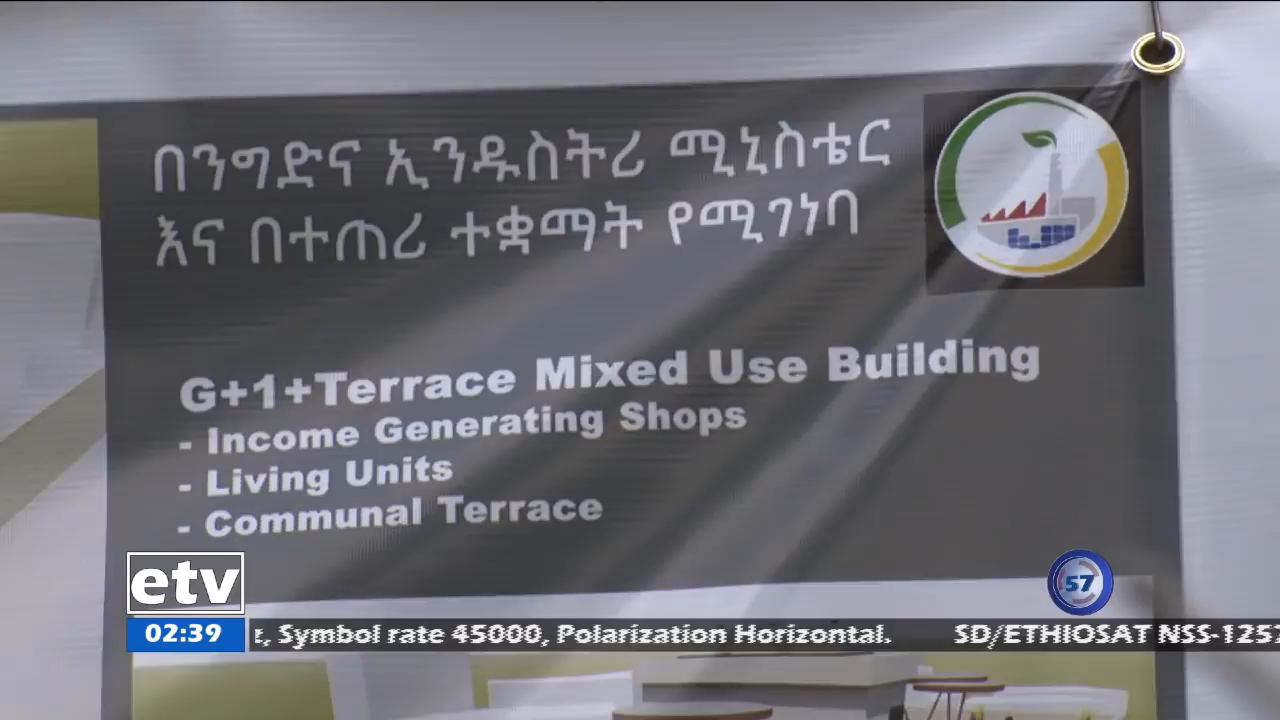 በንግድና ኢንዱስትሪ ሚኒስቴር
እና በተጠሪ ተቋማት የሚገነባ
G+1+Terrace Mixed Use Building
- Income Generating Shops
- Living Units
- Communal Terrace
etv
57
02:39
, Symbol rate 45000, Polarization Horizontal. SD/ETHIOSAT NSS-125